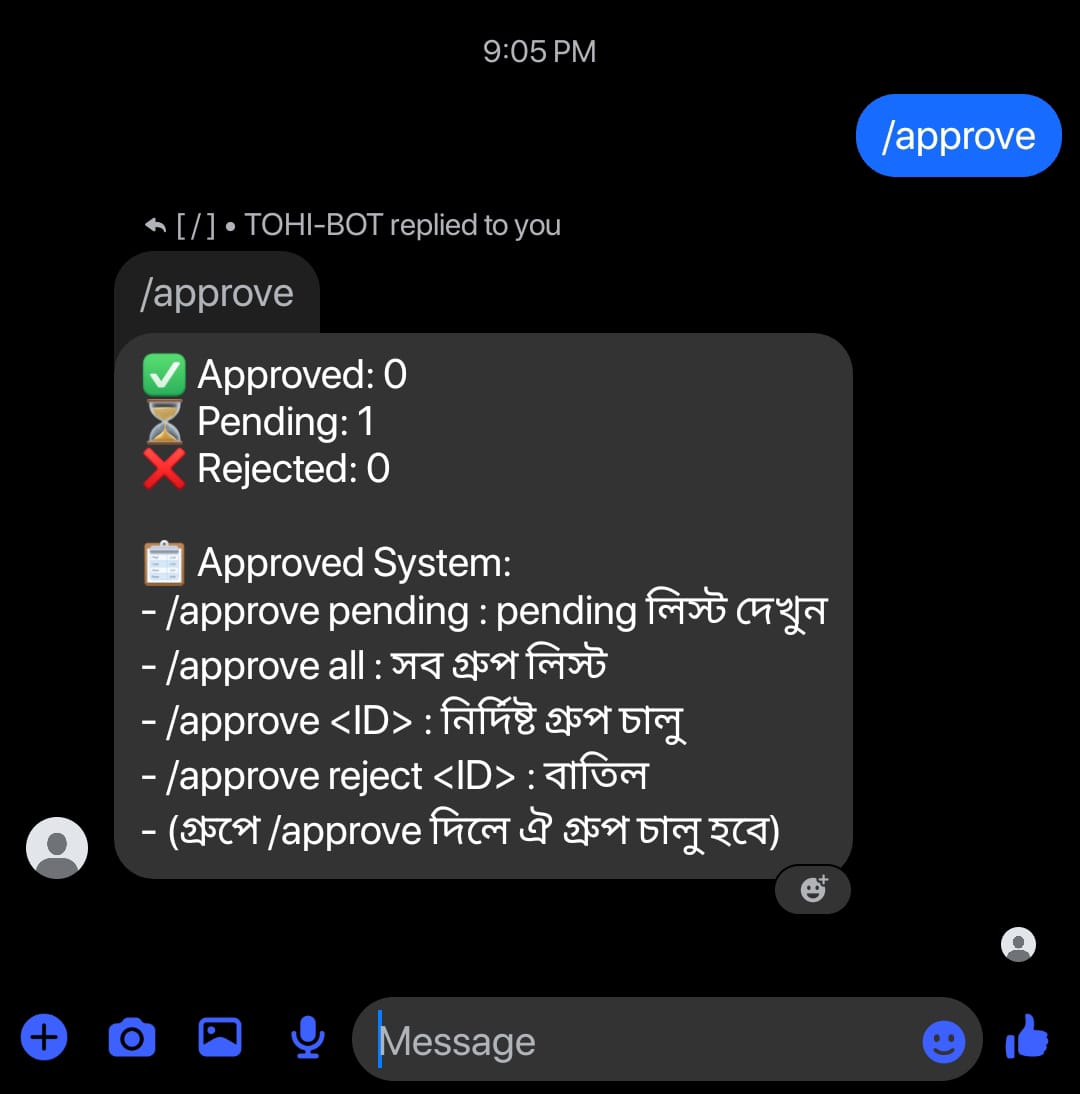 9:05 PM
/approve
[ / ] • TOHI-BOT replied to you
/approve
✅ Approved: 0
⏳ Pending: 1
❌ Rejected: 0
📋 Approved System:
- /approve pending : pending লিস্ট দেখুন
- /approve all : সব গ্রুপ লিস্ট
- /approve <ID> : নির্দিষ্ট গ্রুপ চালু
- /approve reject <ID> : বাতিল
- (গ্রুপে /approve দিলে ঐ গ্রুপ চালু হবে)
Message